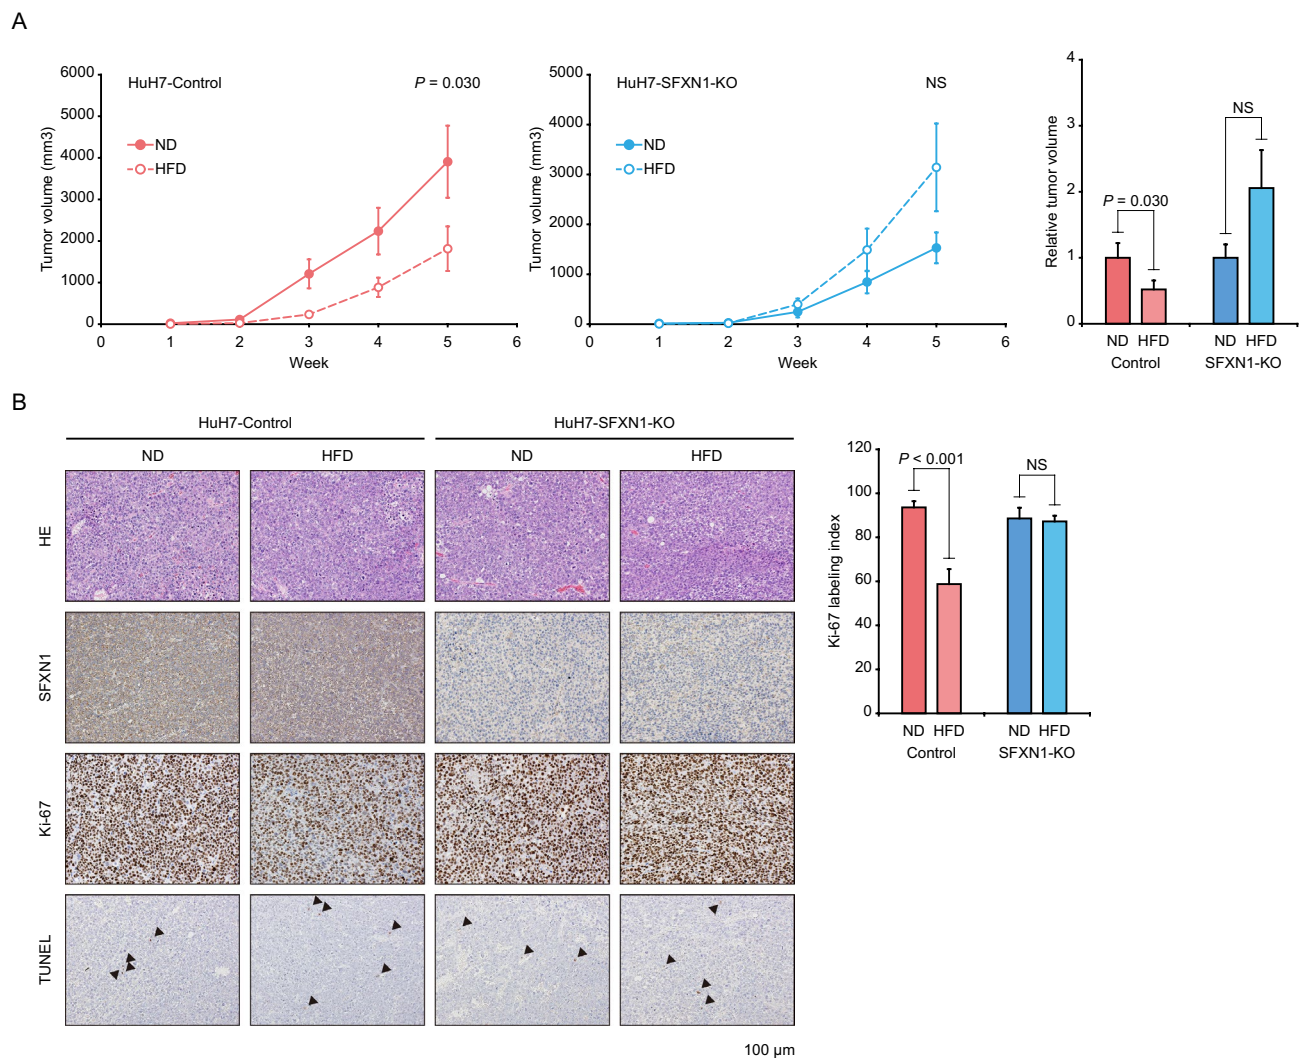 A
HuH7-Control
P = 0.030
ND
HFD
Tumor volume (mm3)
6000
5000
4000
3000
2000
1000
0
0 1 2 3 4 5 6
Week
HuH7-SFXN1-KO
NS
ND
HFD
Tumor volume (mm3)
5000
4000
3000
2000
1000
0
0 1 2 3 4 5 6
Week
Relative tumor volume
4
3
2
1
0
P = 0.030
NS
ND HFD ND HFD
Control SFXN1-KO
B
HuH7-Control HuH7-SFXN1-KO
ND HFD ND HFD
HE
SFXN1
Ki-67
TUNEL
100 μm
Ki-67 labeling index
120
100
80
60
40
20
0
P < 0.001
NS
ND HFD ND HFD
Control SFXN1-KO